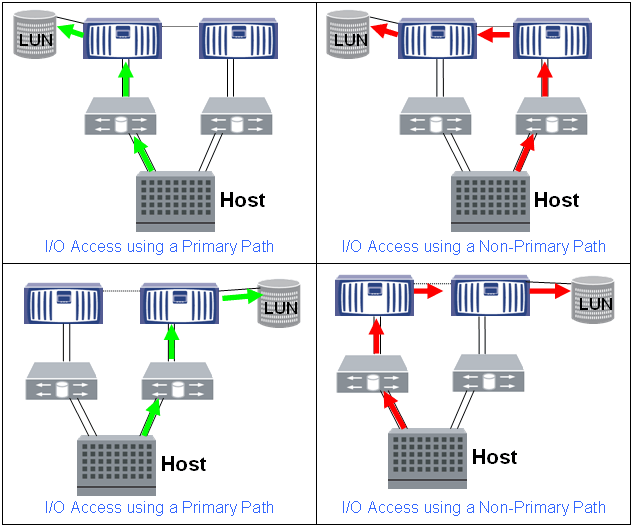 LUN
Host
I/O Access using a Primary Path
LUN
Host
I/O Access using a Non-Primary Path
LUN
Host
I/O Access using a Primary Path
LUN
Host
I/O Access using a Non-Primary Path